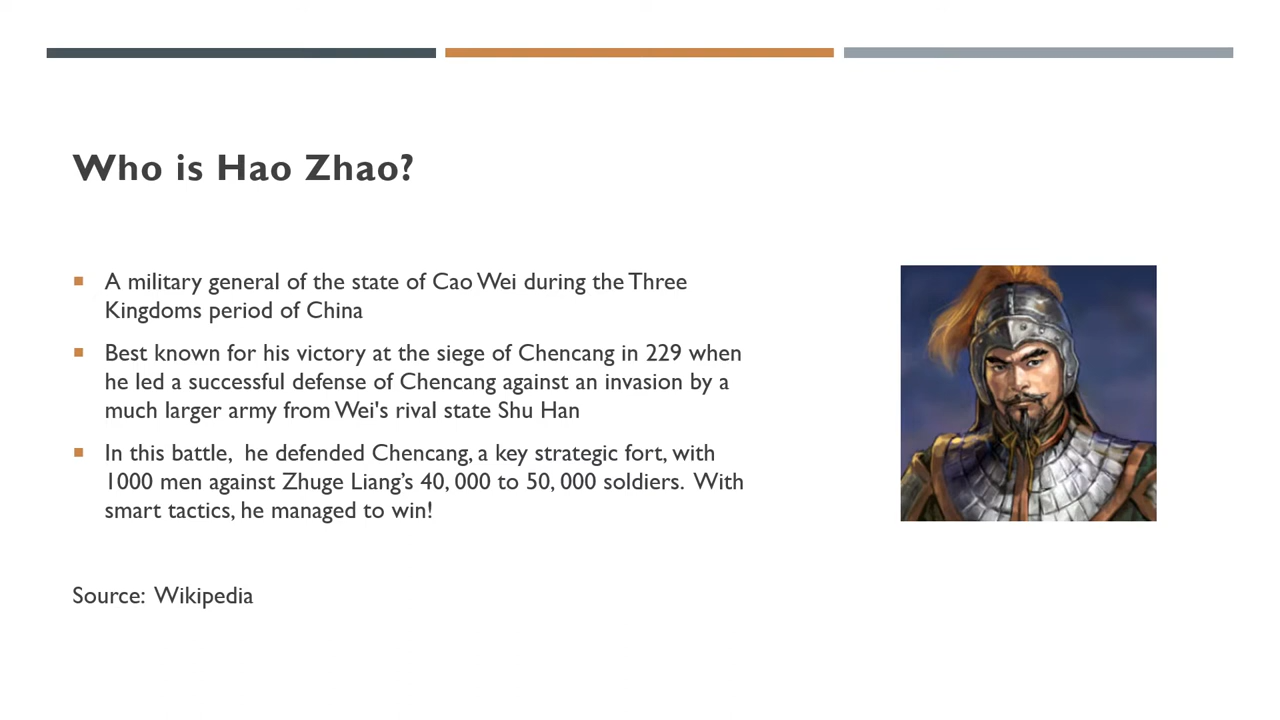 Who is Hao Zhao?
A military general of the state of Cao Wei during the Three
Kingdoms period of China
Best known for his victory at the siege of Chencang in 229 when
he led a successful defense of Chencang against an invasion by a
much larger army from Wei's rival state Shu Han
In this battle,  he defended Chencang, a key strategic fort, with
1000 men against Zhuge Liang’s 40, 000 to 50, 000 soldiers.  With
smart tactics, he managed to win!
Source:  Wikipedia